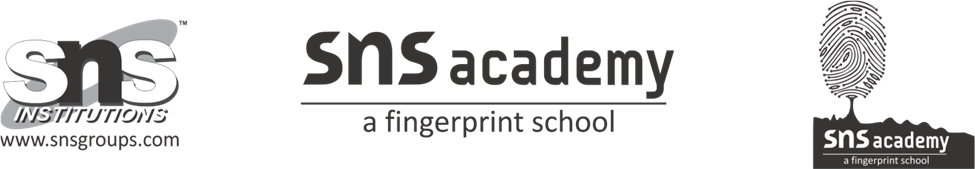 sns
™
INSTITUTIONS
www.snsgroups.com
sns academy
a fingerprint school
sns academy
a fingerprint school